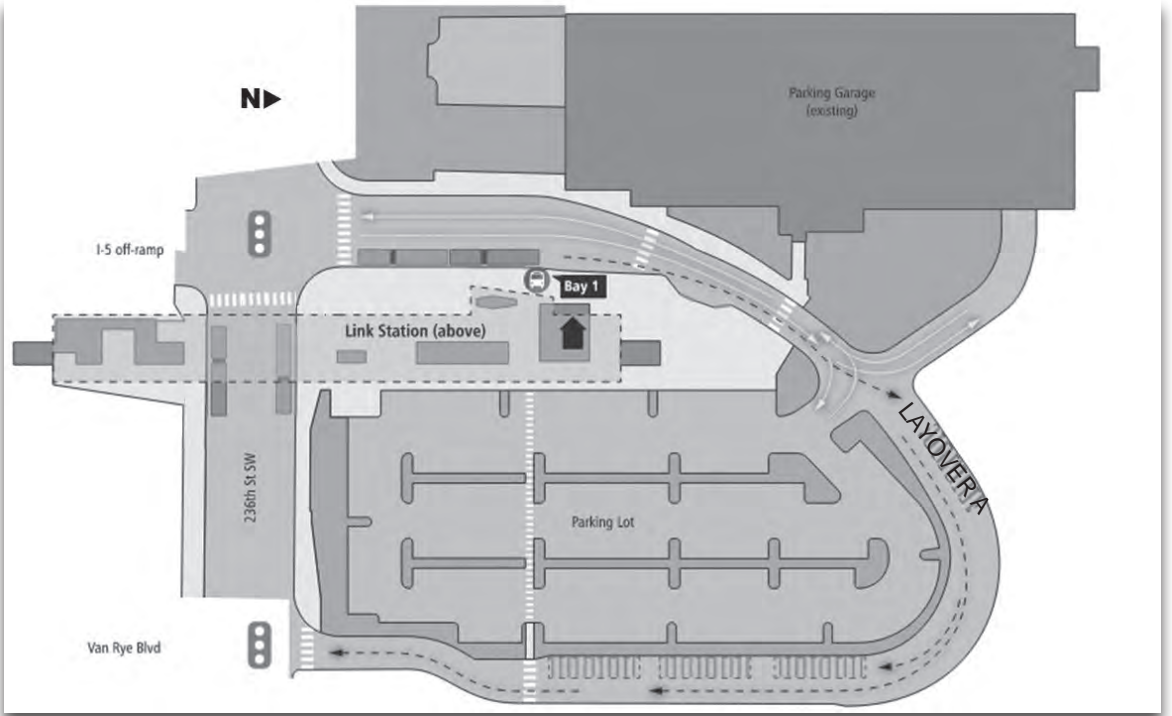 N
Parking Garage
(existing)
I-5 off-ramp
Bay 1
Link Station (above)
LAYOVER A
236th St SW
Parking Lot
Van Rye Blvd